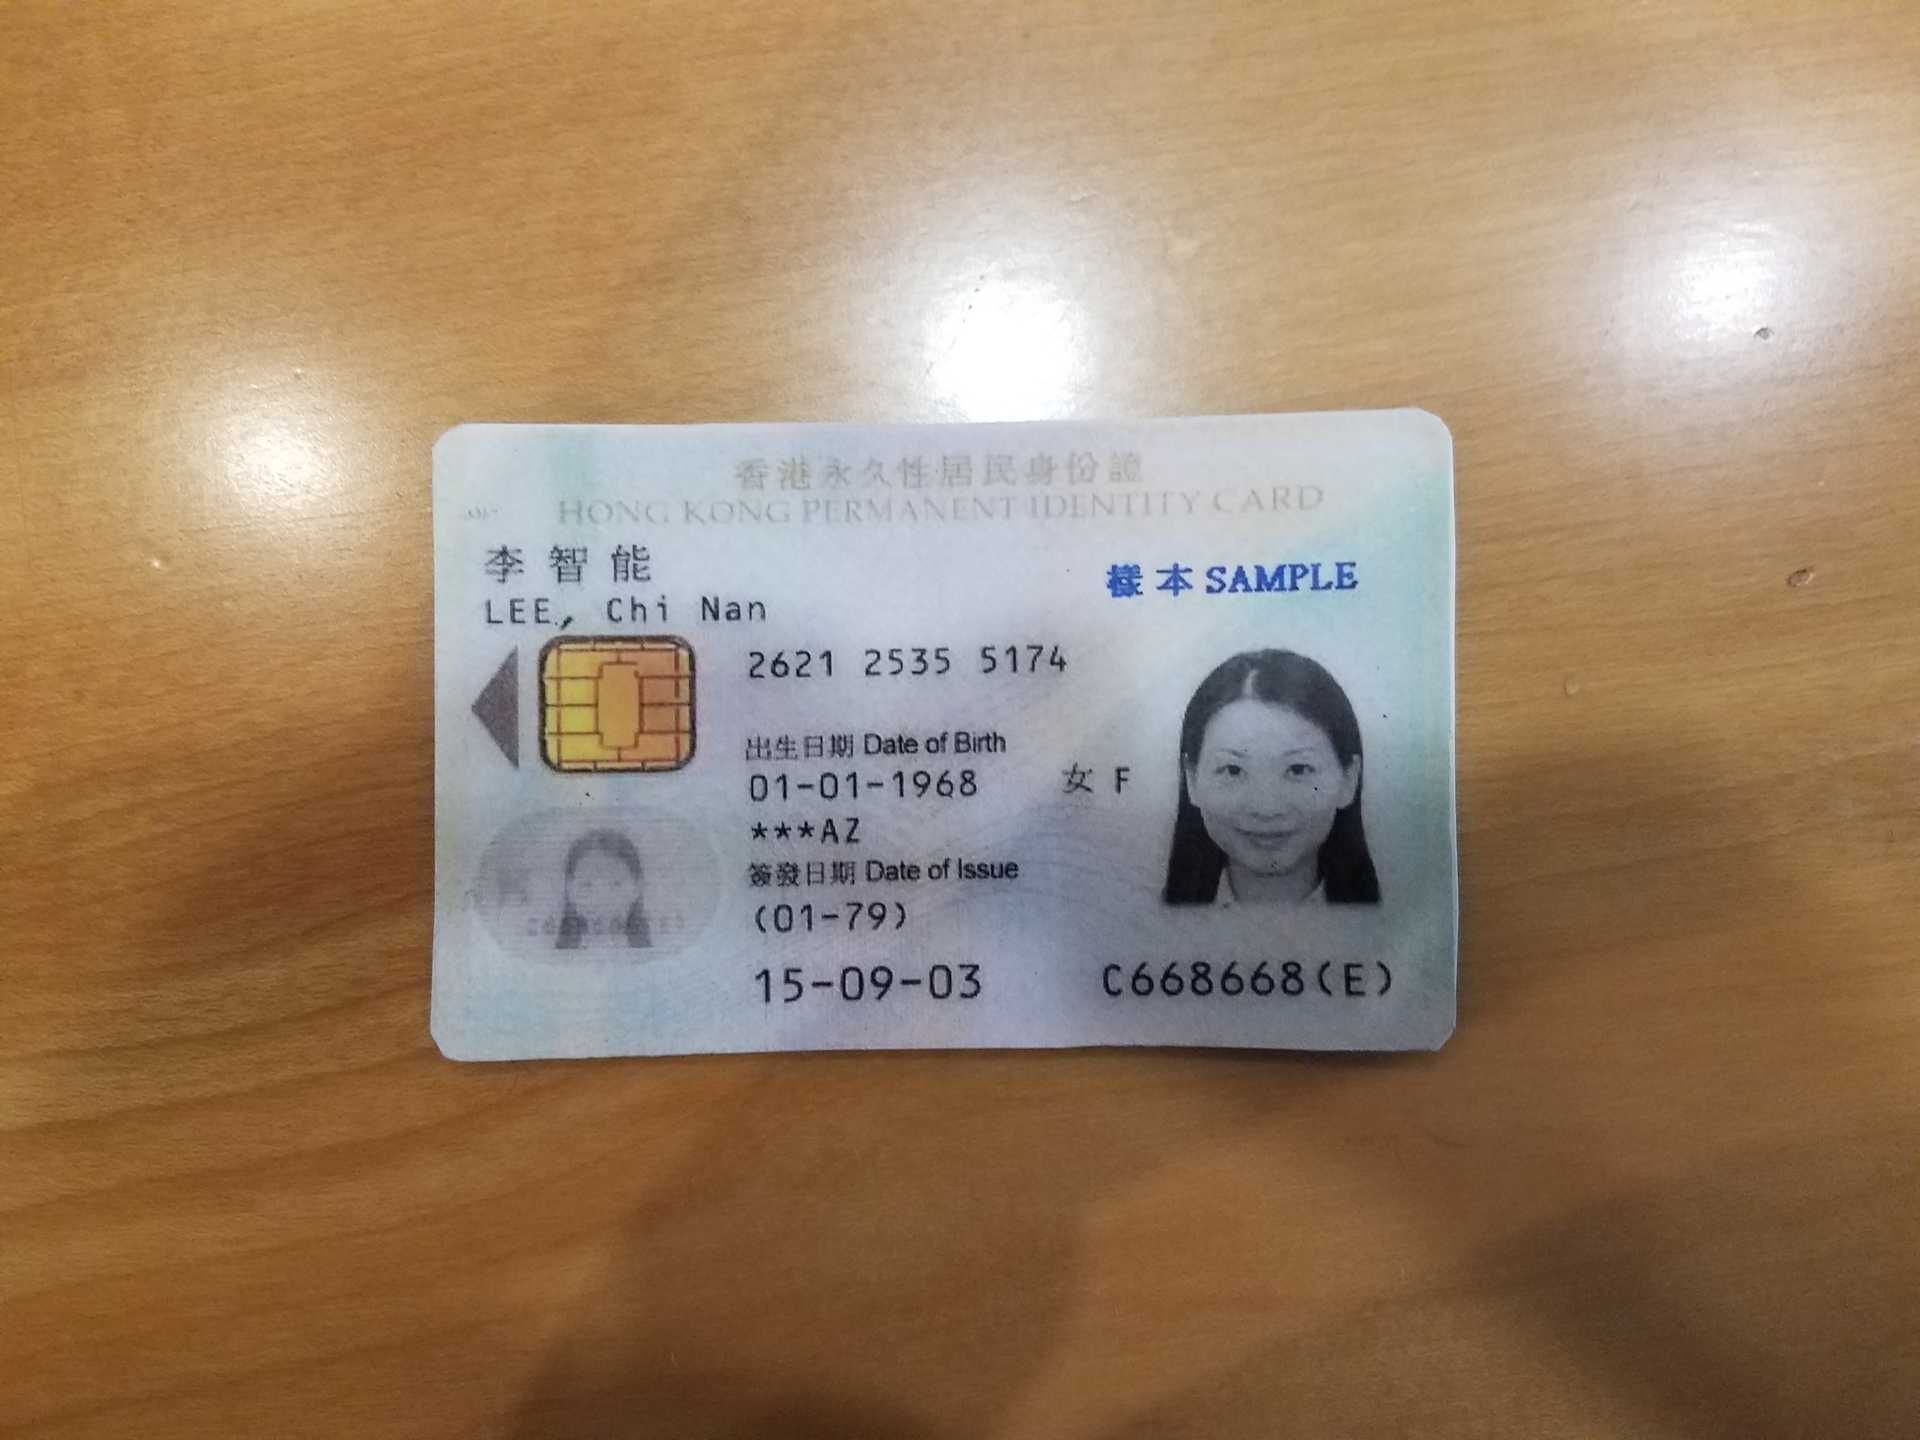 香港永久性居民身份證
HONG KONG PERMANENT IDENTITY CARD
李智能
LEE, Chi Nan
樣本 SAMPLE
2621 2535 5174
出生日期 Date of Birth
01-01-1968 女 F
***AZ
簽發日期 Date of Issue
(01-79)
15-09-03 C668668(E)